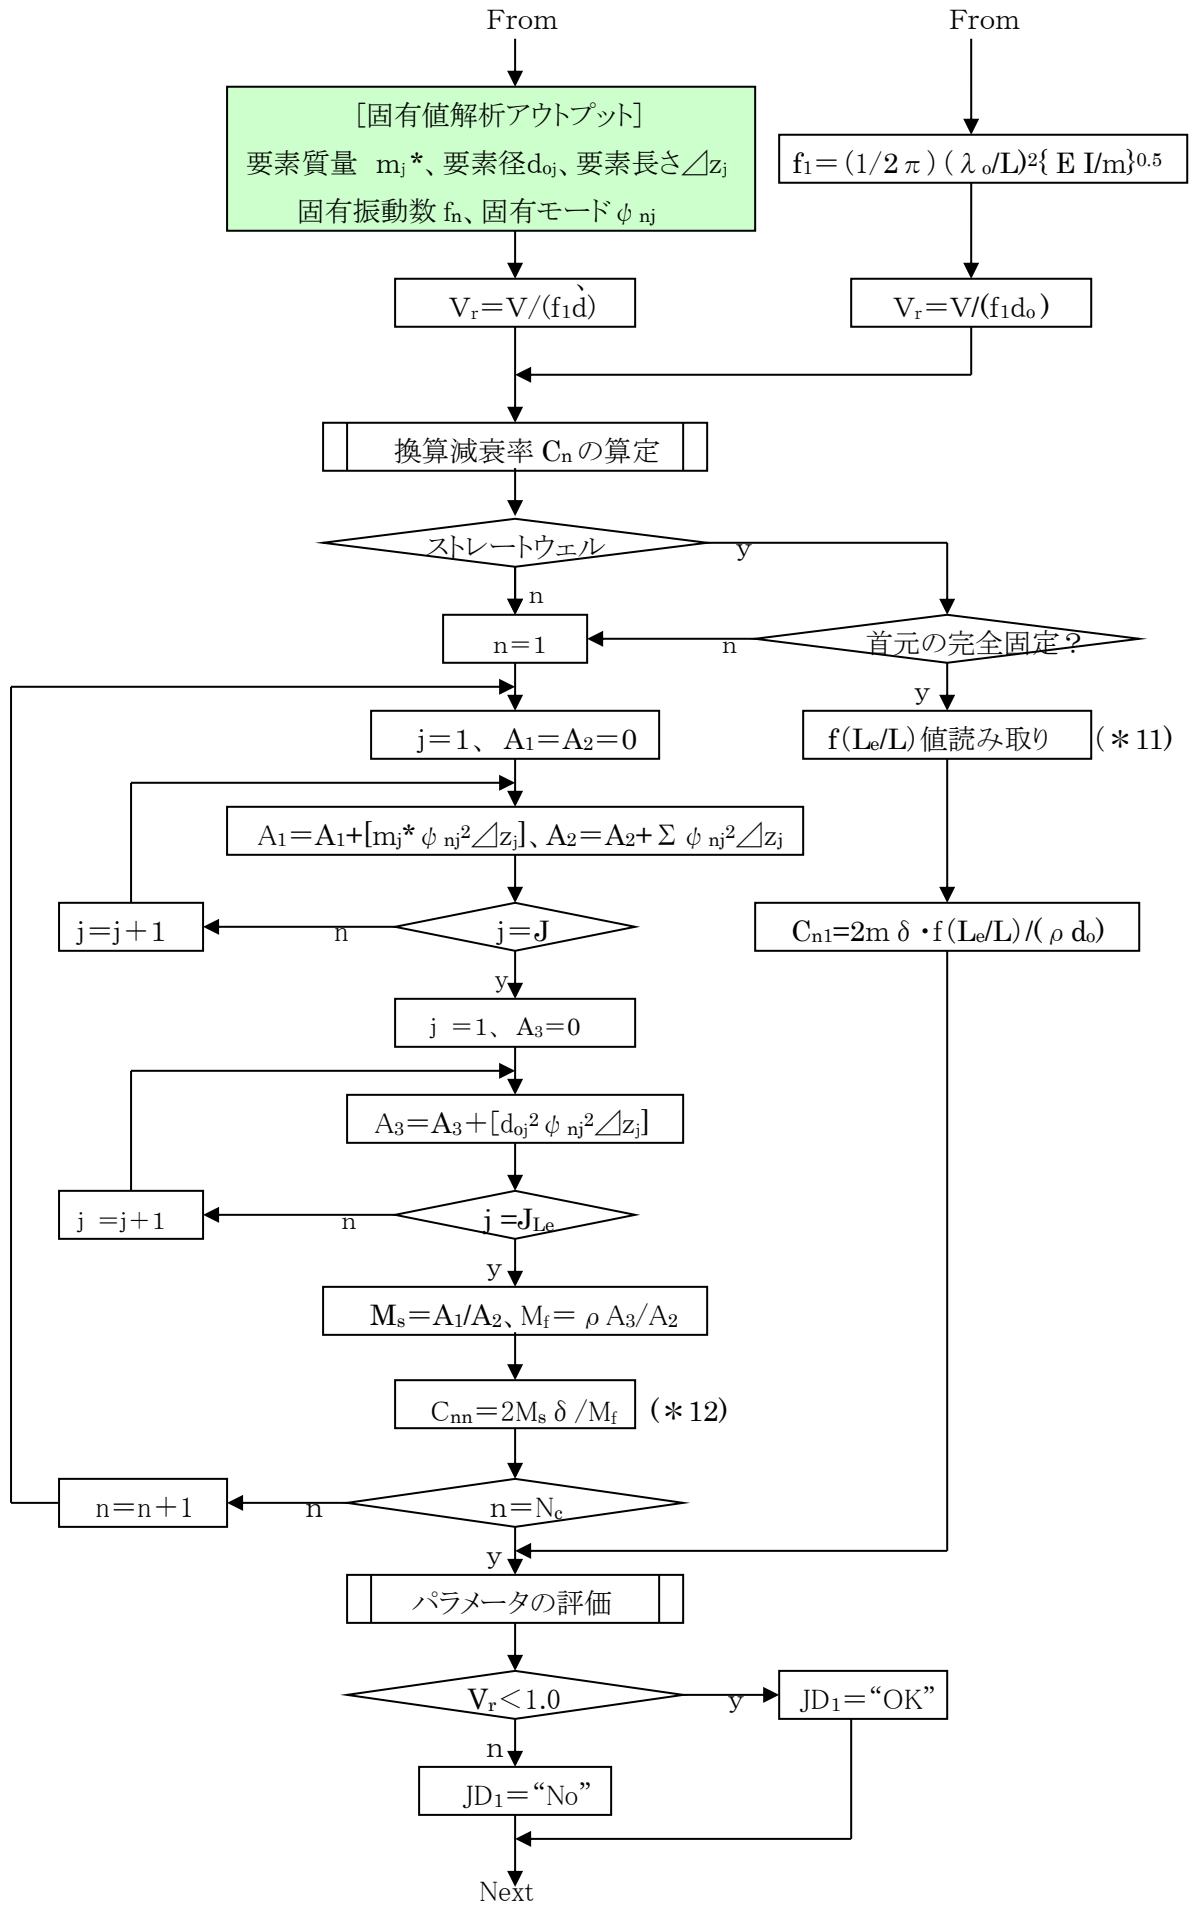 From
From
[固有値解析アウトプット]
要素質量 mj*、要素径doj、要素長さ⊿zj
固有振動数 fn、固有モードψnj
f1＝(1/2π)(λo/L)2{EI/m}0.5
Vr＝V/(f1d)
、
Vr＝V/(f1do)
換算減衰率 Cn の算定
ストレートウェル
y
n
n＝1
n
首元の完全固定？
y
j＝1、A1＝A2＝0
f(Le/L)値読み取り
(＊11)
A1＝A1+[mj*ψnj2⊿zj]、A2＝A2+Σψnj2⊿zj
j＝j＋1
n
j＝J
Cn1=2mδ・f(Le/L)/(ρdo)
y
j ＝1、A3＝0
A3＝A3＋[doj2ψnj2⊿zj]
j ＝j＋1
n
j＝JLe
y
Ms＝A1/A2、Mf＝ρA3/A2
Cnn＝2Msδ/Mf
(＊12)
n＝n＋1
n
n＝Nc
y
パラメータの評価
Vr＜1.0
y
JD1＝“OK”
n
JD1＝“No”
Next